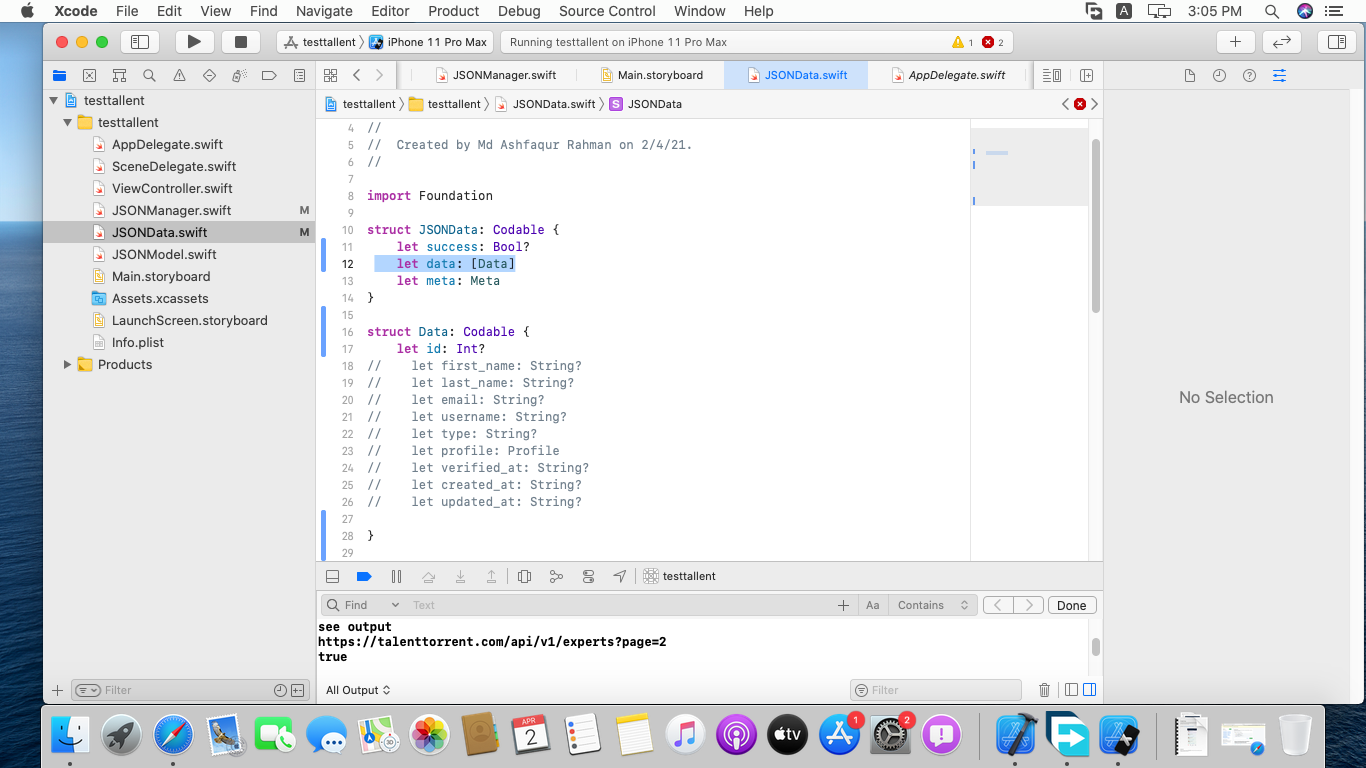 Xcode File Edit View Find Navigate Editor Product Debug Source Control Window Help A 3:05 PM
testtallent iPhone 11 Pro Max Running testtallent on iPhone 11 Pro Max 1 2
JSONManager.swift Main.storyboard JSONData.swift AppDelegate.swift
testtallent testtallent JSONData.swift S JSONData
testtallent
testtallent
AppDelegate.swift
SceneDelegate.swift
ViewController.swift
JSONManager.swift M
JSONData.swift M
JSONModel.swift
Main.storyboard
Assets.xcassets
LaunchScreen.storyboard
Info.plist
Products
4 //
5 //  Created by Md Ashfaqur Rahman on 2/4/21.
6 //
7
8 import Foundation
9
10 struct JSONData: Codable {
11     let success: Bool?
12     let data: [Data]
13     let meta: Meta
14 }
15
16 struct Data: Codable {
17     let id: Int?
18 //    let first_name: String?
19 //    let last_name: String?
20 //    let email: String?
21 //    let username: String?
22 //    let type: String?
23 //    let profile: Profile
24 //    let verified_at: String?
25 //    let created_at: String?
26 //    let updated_at: String?
27
28 }
29
No Selection
testtallent
Find Text Aa Contains Done
see output
https://talenttorrent.com/api/v1/experts?page=2
true
Filter
All Output Filter
APR
2
tv
1
2